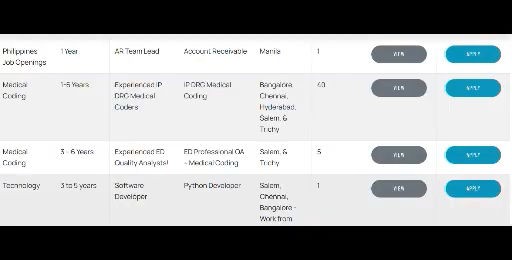 Philippines 1 Year AR Team Lead Account Receivable Manila 1 VIEW APPLY
Job Openings
Medical 1-6 Years Experienced IP IP DRG Medical Bangalore, 40 VIEW APPLY
Coding DRG Medical Coding Chennai,
Coders Hyderabad,
Salem, &
Trichy
Medical 3 - 6 Years Experienced ED ED Professional QA Salem, & 5 VIEW APPLY
Coding Quality Analysts! - Medical Coding Trichy
Technology 3 to 5 years Software Python Developer Salem, 1 VIEW APPLY
Developer Chennai,
Bangalore -
Work from